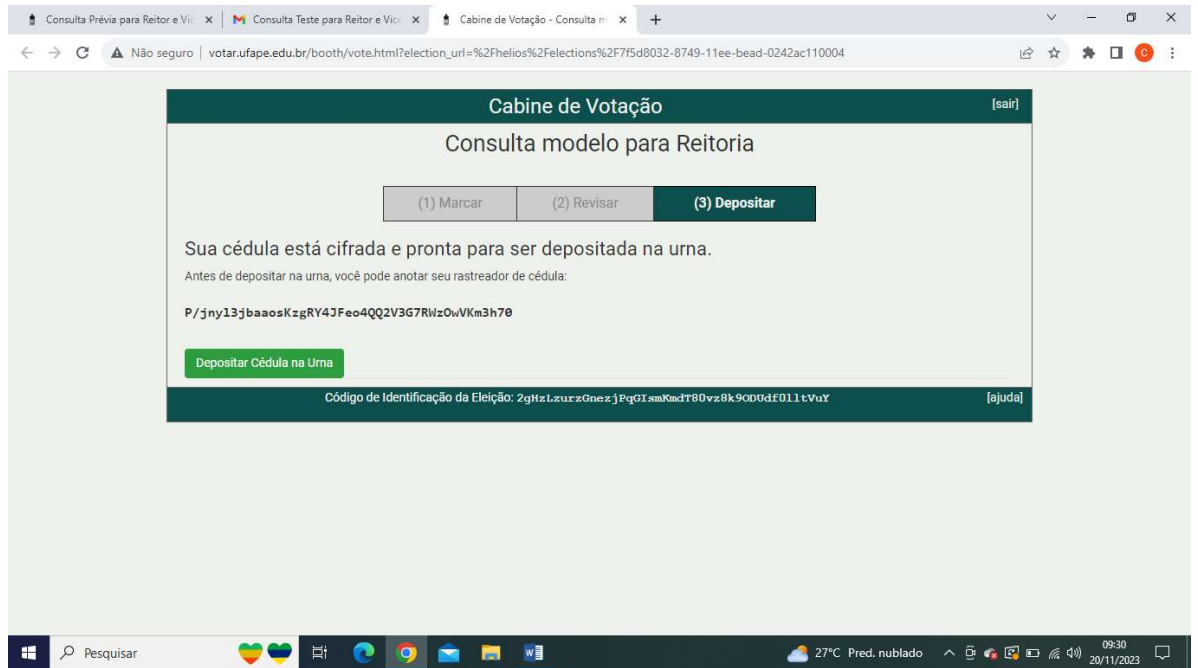 Consulta Prévia para Reitor e Vic
Consulta Teste para Reitor e Vice
Cabine de Votação - Consulta m
Não seguro | votar.ufape.edu.br/booth/vote.html?election_url=%2Fhelios%2Felections%2F7f5d8032-8749-11ee-bead-0242ac110004
C
Cabine de Votação
[sair]
Consulta modelo para Reitoria
(1) Marcar
(2) Revisar
(3) Depositar
Sua cédula está cifrada e pronta para ser depositada na urna.
Antes de depositar na urna, você pode anotar seu rastreador de cédula:
P/jnyl3jbaaosKzgRY4JFeo4QQ2V3G7RWzOwVKm3h70
Depositar Cédula na Urna
Código de Identificação da Eleição: 2gHzLzurzGnezjPqGIsmKmdT80vz8k9ODUdf0lltVuY
[ajuda]
Pesquisar
27°C Pred. nublado
09:30
20/11/2023